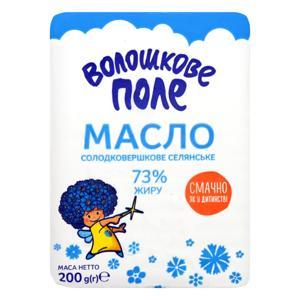 волошкове
поле
МАСЛО
СОЛОДКОВЕРШКОВЕ СЕЛЯНСЬКЕ
73%
ЖИРУ
СМАЧНО
ЯК У ДИТИНСТВІ
МАСА НЕТТО
200 g(г)℮